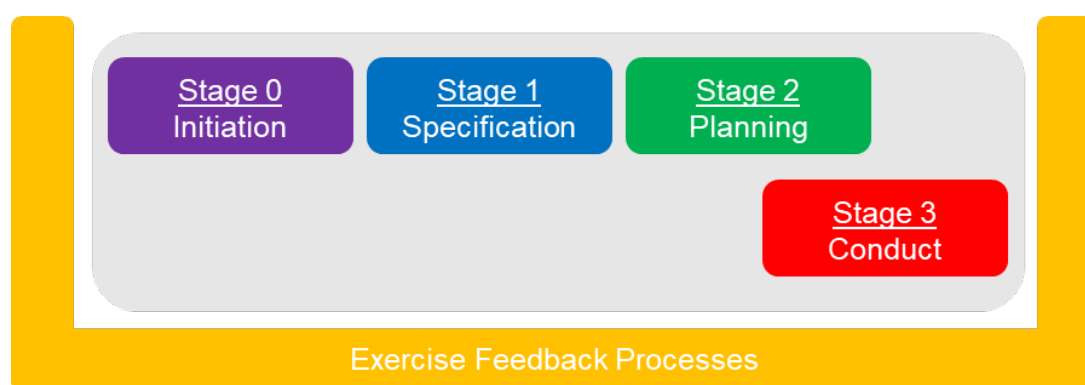 Stage 0
Initiation
Stage 1
Specification
Stage 2
Planning
Stage 3
Conduct
Exercise Feedback Processes